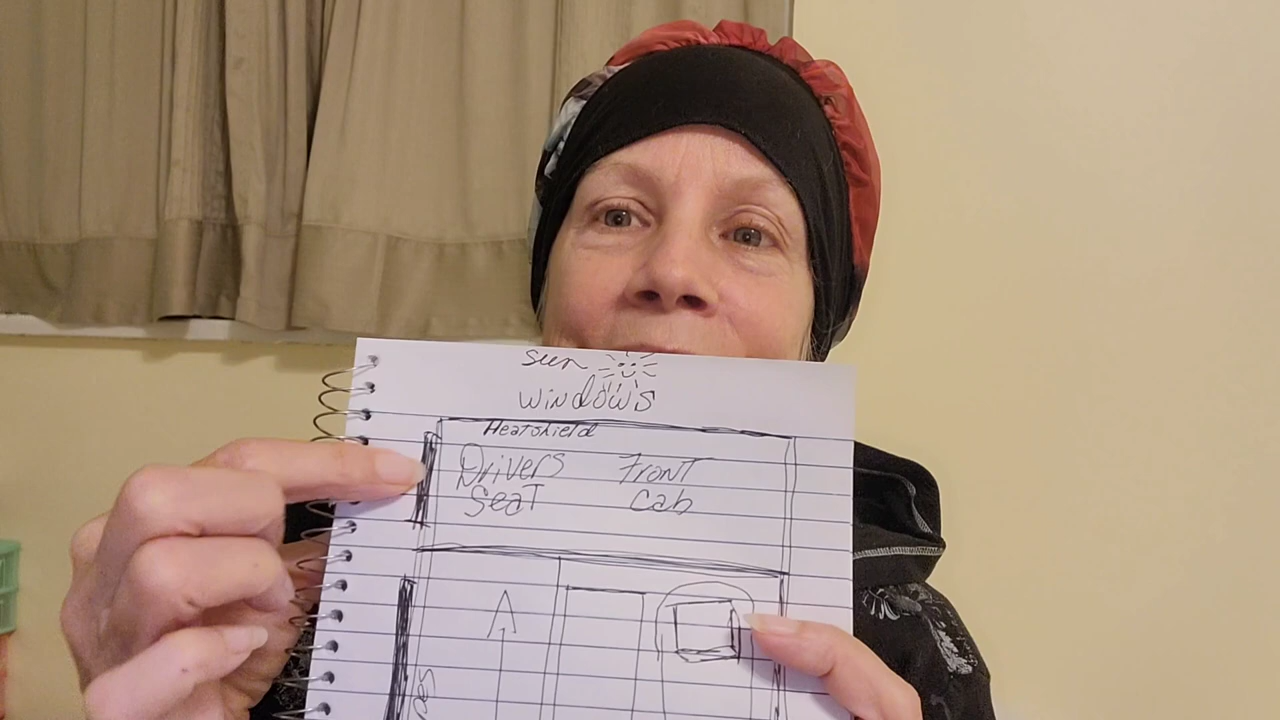 sun
windows
Heatshield
Drivers Front
Seat cab